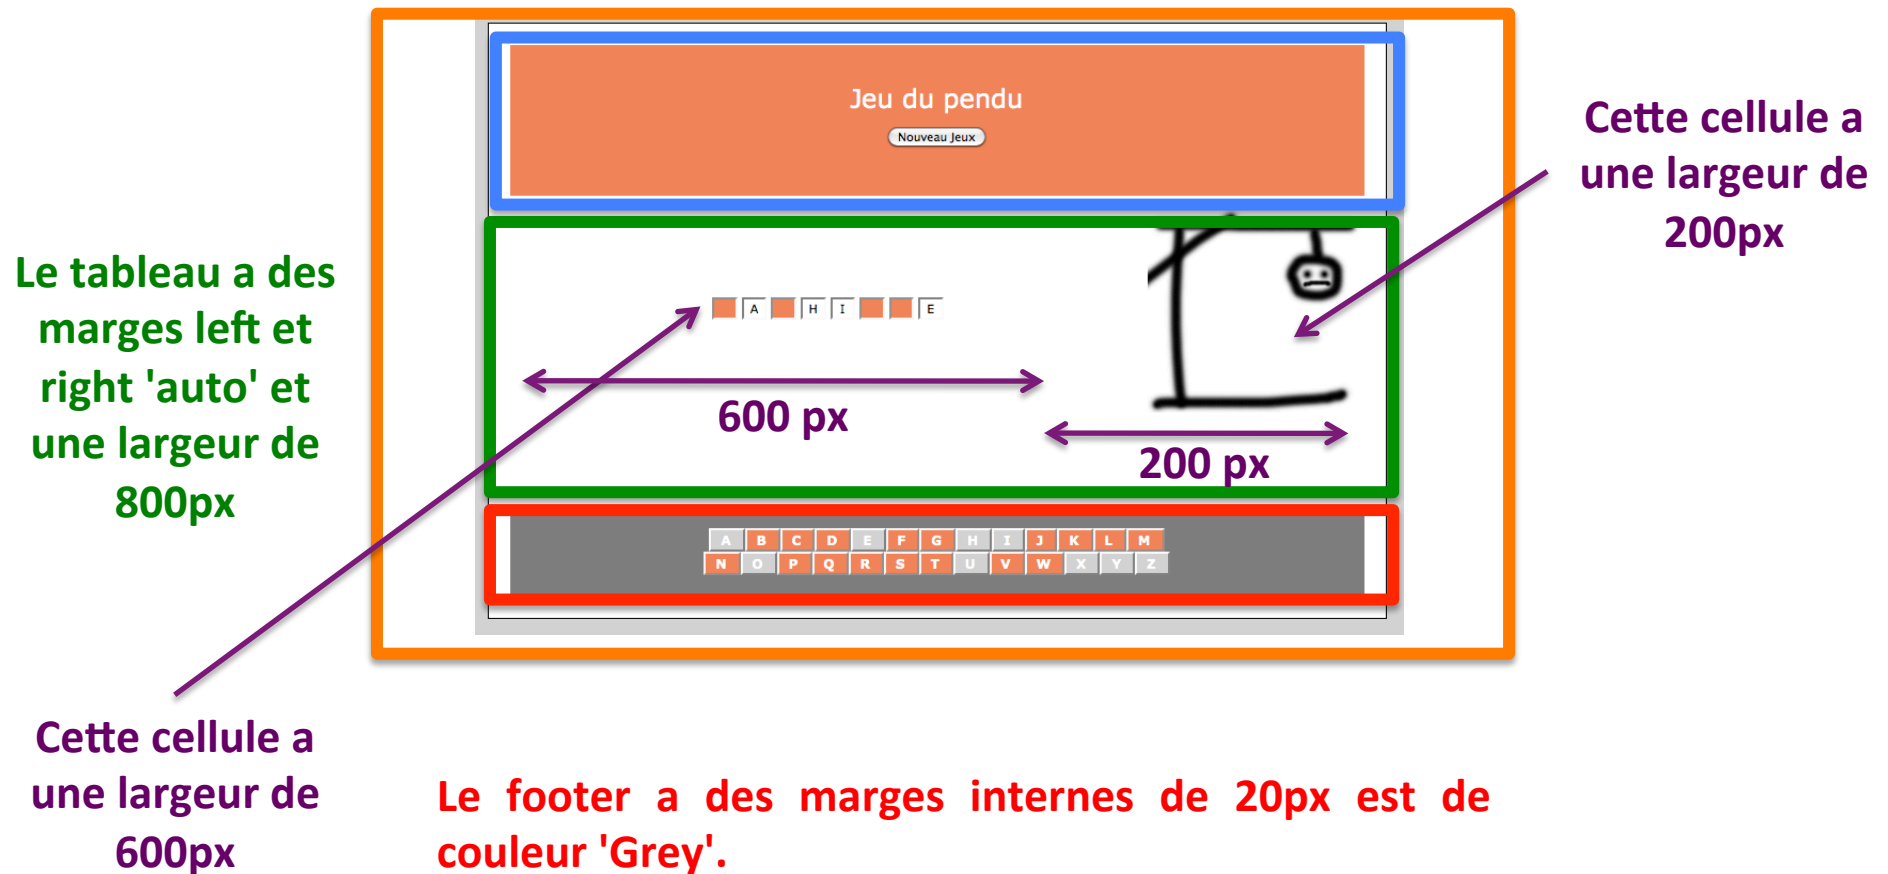 Jeu du pendu
Nouveau Jeux
Cette cellule a
une largeur de
200px
Le tableau a des
marges left et
right 'auto' et
une largeur de
800px
A H I E
600 px
200 px
A B C D E F G H I J K L M
N O P Q R S T U V W X Y Z
Cette cellule a
une largeur de
600px
Le footer a des marges internes de 20px est de
couleur 'Grey'.